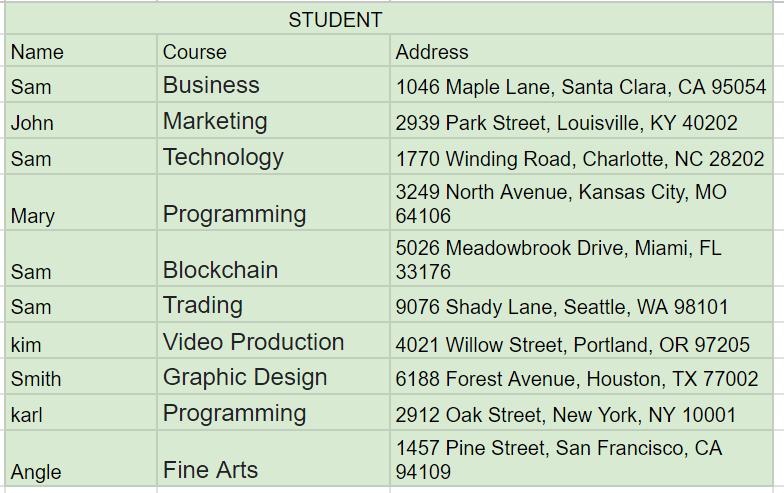 STUDENT
Name Course Address
Sam Business 1046 Maple Lane, Santa Clara, CA 95054
John Marketing 2939 Park Street, Louisville, KY 40202
Sam Technology 1770 Winding Road, Charlotte, NC 28202
Mary Programming 3249 North Avenue, Kansas City, MO
64106
Sam Blockchain 5026 Meadowbrook Drive, Miami, FL
33176
Sam Trading 9076 Shady Lane, Seattle, WA 98101
kim Video Production 4021 Willow Street, Portland, OR 97205
Smith Graphic Design 6188 Forest Avenue, Houston, TX 77002
karl Programming 2912 Oak Street, New York, NY 10001
Angle Fine Arts 1457 Pine Street, San Francisco, CA
94109